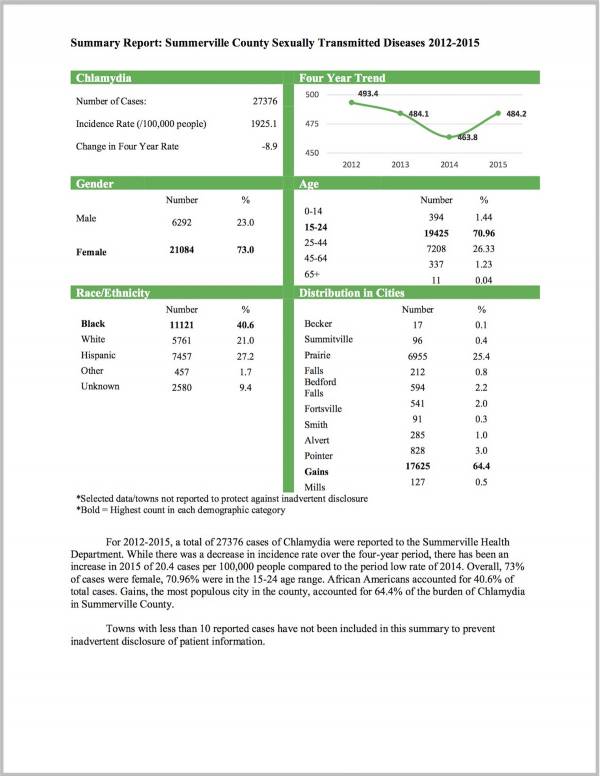 Summary Report: Summerville County Sexually Transmitted Diseases 2012-2015
Chlamydia
Number of Cases: 27376
Incidence Rate (/100,000 people) 1925.1
Change in Four Year Rate -8.9
Four Year Trend
500
475
450
493.4
484.1
463.8
484.2
2012 2013 2014 2015
Gender
Number %
Male 6292 23.0
Female 21084 73.0
Age
Number %
0-14 394 1.44
15-24 19425 70.96
25-44 7208 26.33
45-64 337 1.23
65+ 11 0.04
Race/Ethnicity
Number %
Black 11121 40.6
White 5761 21.0
Hispanic 7457 27.2
Other 457 1.7
Unknown 2580 9.4
Distribution in Cities
Number %
Becker 17 0.1
Summitville 96 0.4
Prairie 6955 25.4
Falls 212 0.8
Bedford
Falls 594 2.2
Fortsville 541 2.0
Smith 91 0.3
Alvert 285 1.0
Pointer 828 3.0
Gains 17625 64.4
Mills 127 0.5
*Selected data/towns not reported to protect against inadvertent disclosure
*Bold = Highest count in each demographic category
For 2012-2015, a total of 27376 cases of Chlamydia were reported to the Summerville Health
Department. While there was a decrease in incidence rate over the four-year period, there has been an
increase in 2015 of 20.4 cases per 100,000 people compared to the period low rate of 2014. Overall, 73%
of cases were female, 70.96% were in the 15-24 age range. African Americans accounted for 40.6% of
total cases. Gains, the most populous city in the county, accounted for 64.4% of the burden of Chlamydia
in Summerville County.
Towns with less than 10 reported cases have not been included in this summary to prevent
inadvertent disclosure of patient information.